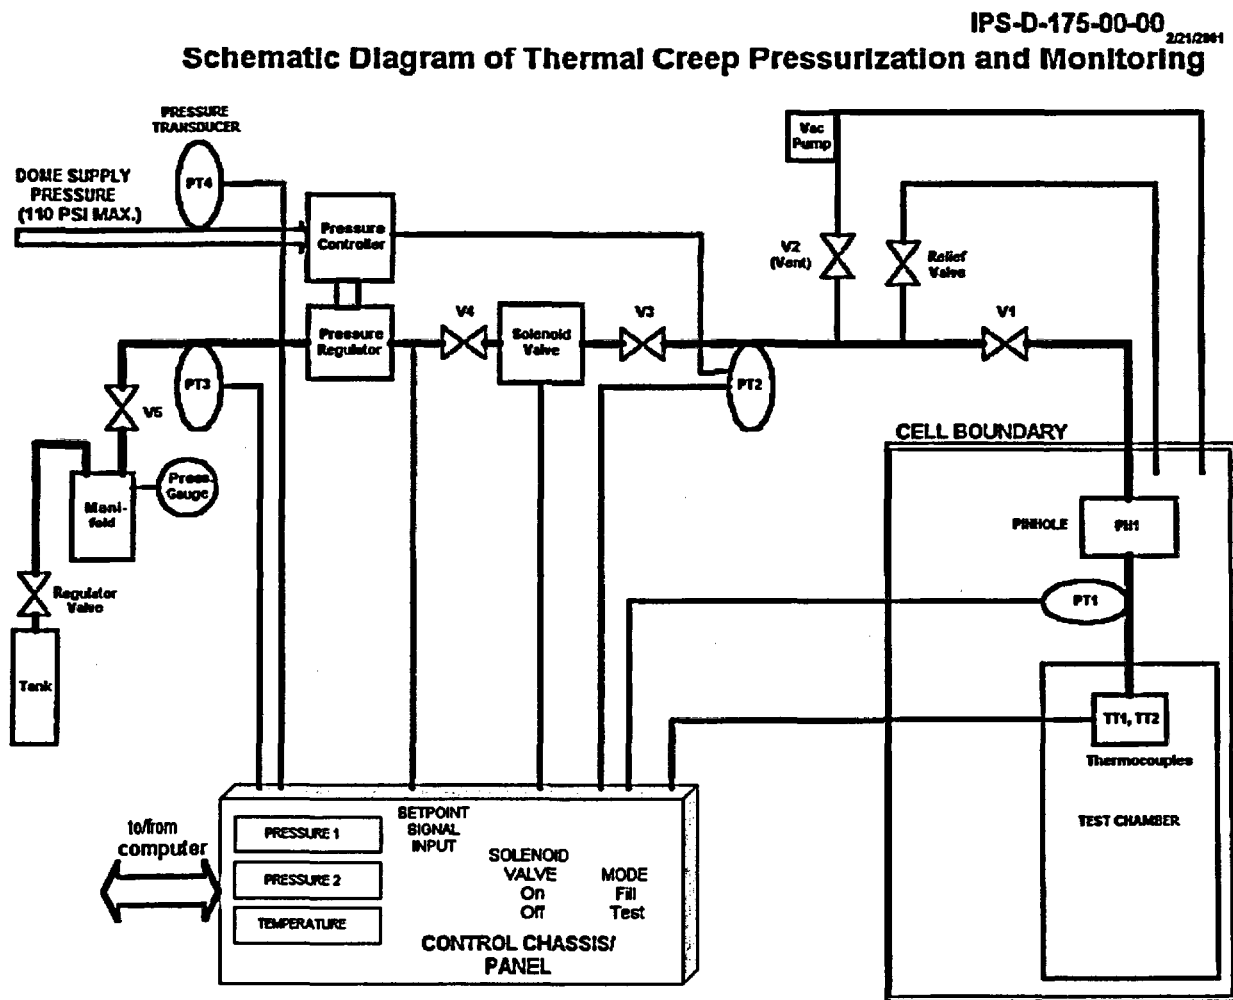 IPS-D-175-00-00
2/21/2001
Schematic Diagram of Thermal Creep Pressurization and Monitoring
PRESSURE
TRANSDUCER
PT4
DOME SUPPLY
PRESSURE
(110 PSI MAX.)
Pressure
Controller
Vac
Pump
V2
(Vent)
Relief
Valve
V1
V4
Solenoid
Valve
V3
Pressure
Regulator
PT3
PT2
V5
CELL BOUNDARY
Press.
Gauge
Mani-
fold
PINHOLE
PH1
Regulator
Valve
PT1
Tank
TT1, TT2
Thermocouples
TEST CHAMBER
to/from
computer
PRESSURE 1
PRESSURE 2
TEMPERATURE
SETPOINT
SIGNAL
INPUT
SOLENOID
VALVE
On
Off
MODE
Fill
Test
CONTROL CHASSIS/
PANEL